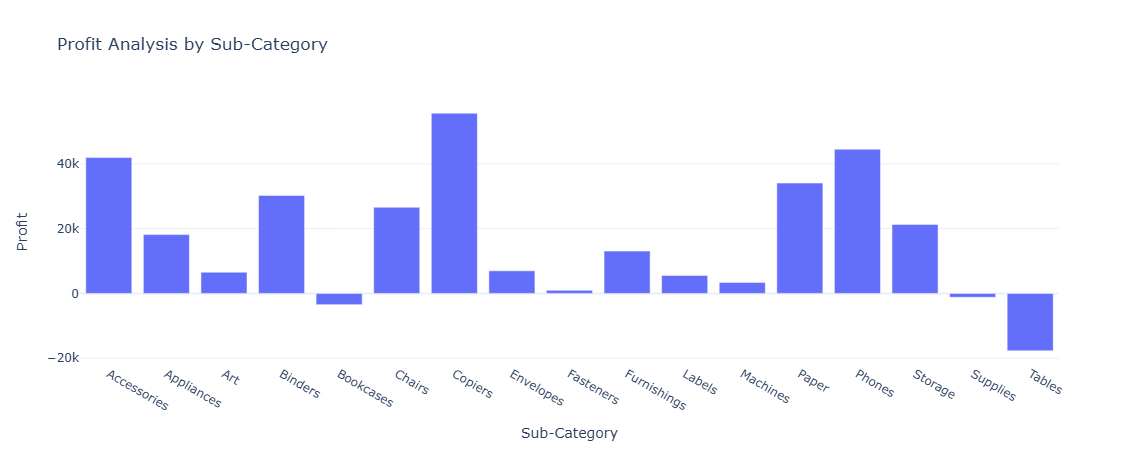 Profit Analysis by Sub-Category
40k
20k
0
−20k
Profit
Accessories
Appliances
Art
Binders
Bookcases
Chairs
Copiers
Envelopes
Fasteners
Furnishings
Labels
Machines
Paper
Phones
Storage
Supplies
Tables
Sub-Category